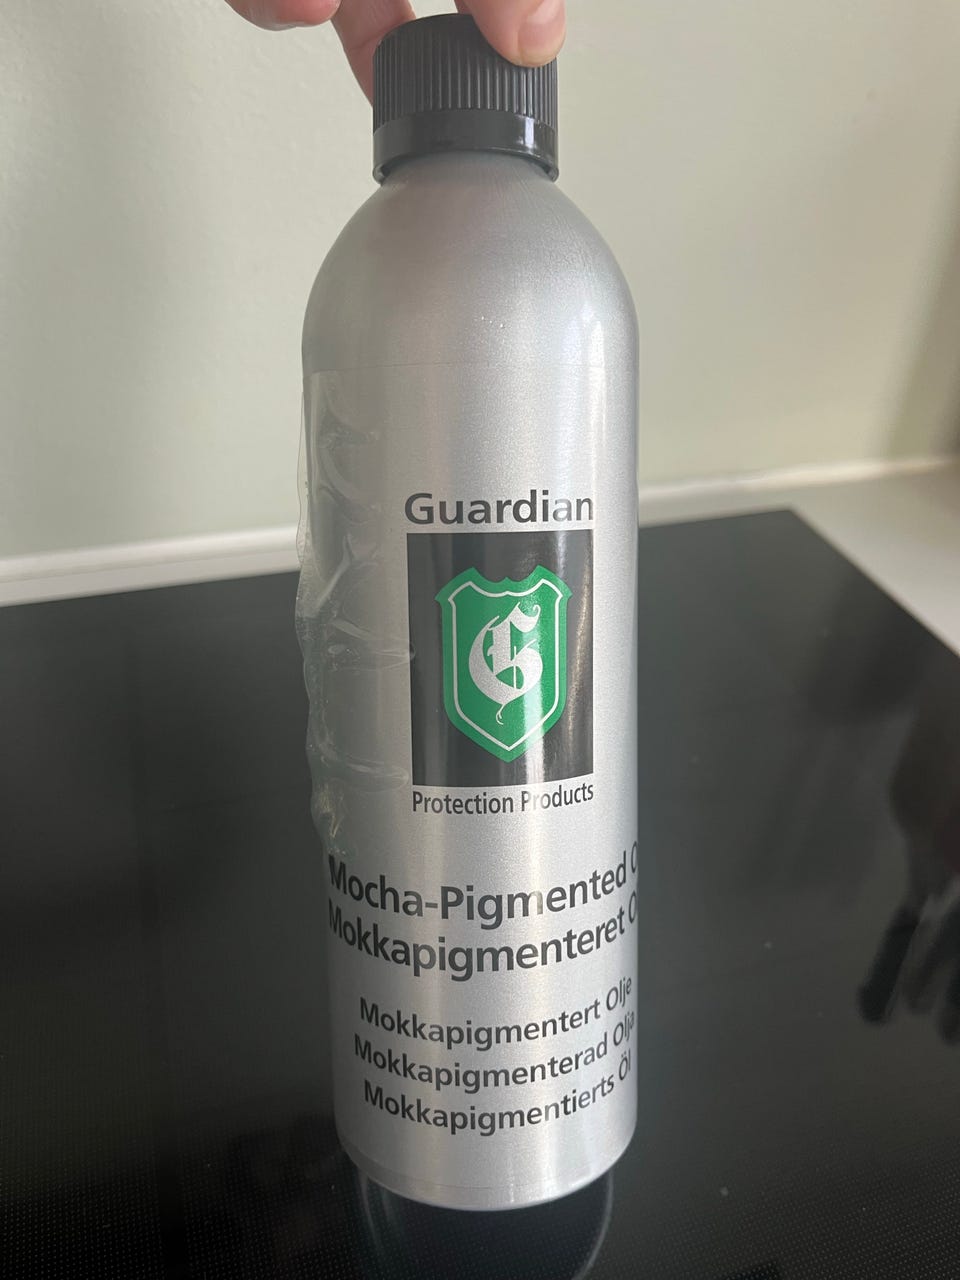 Guardian
G
Protection Products
Mocha-Pigmented
Mokkapigmenteret
Mokkapigmentert Olje
Mokkapigmenterad Olja
Mokkapigmentierts Öl